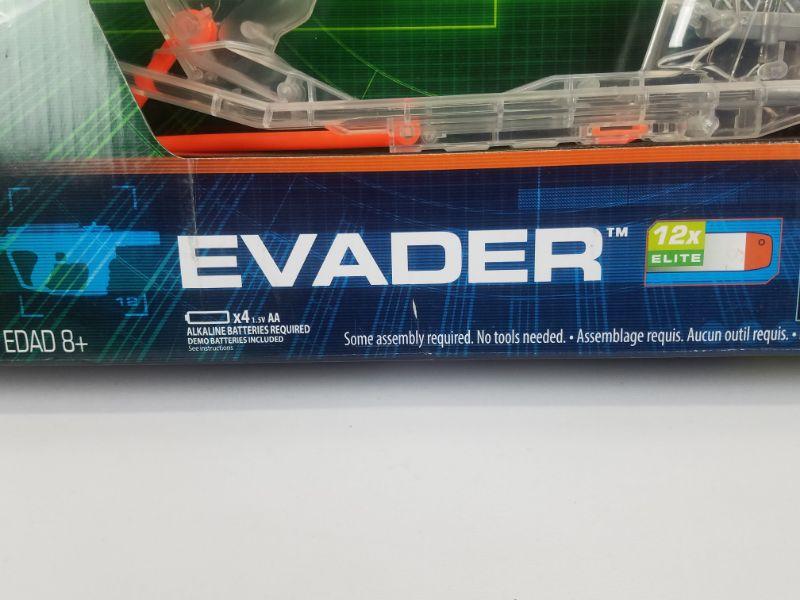 EVADER™
12x
ELITE
12
x4 1.5V AA
ALKALINE BATTERIES REQUIRED
DEMO BATTERIES INCLUDED
See instructions
EDAD 8+
Some assembly required. No tools needed. • Assemblage requis. Aucun outil requis. •